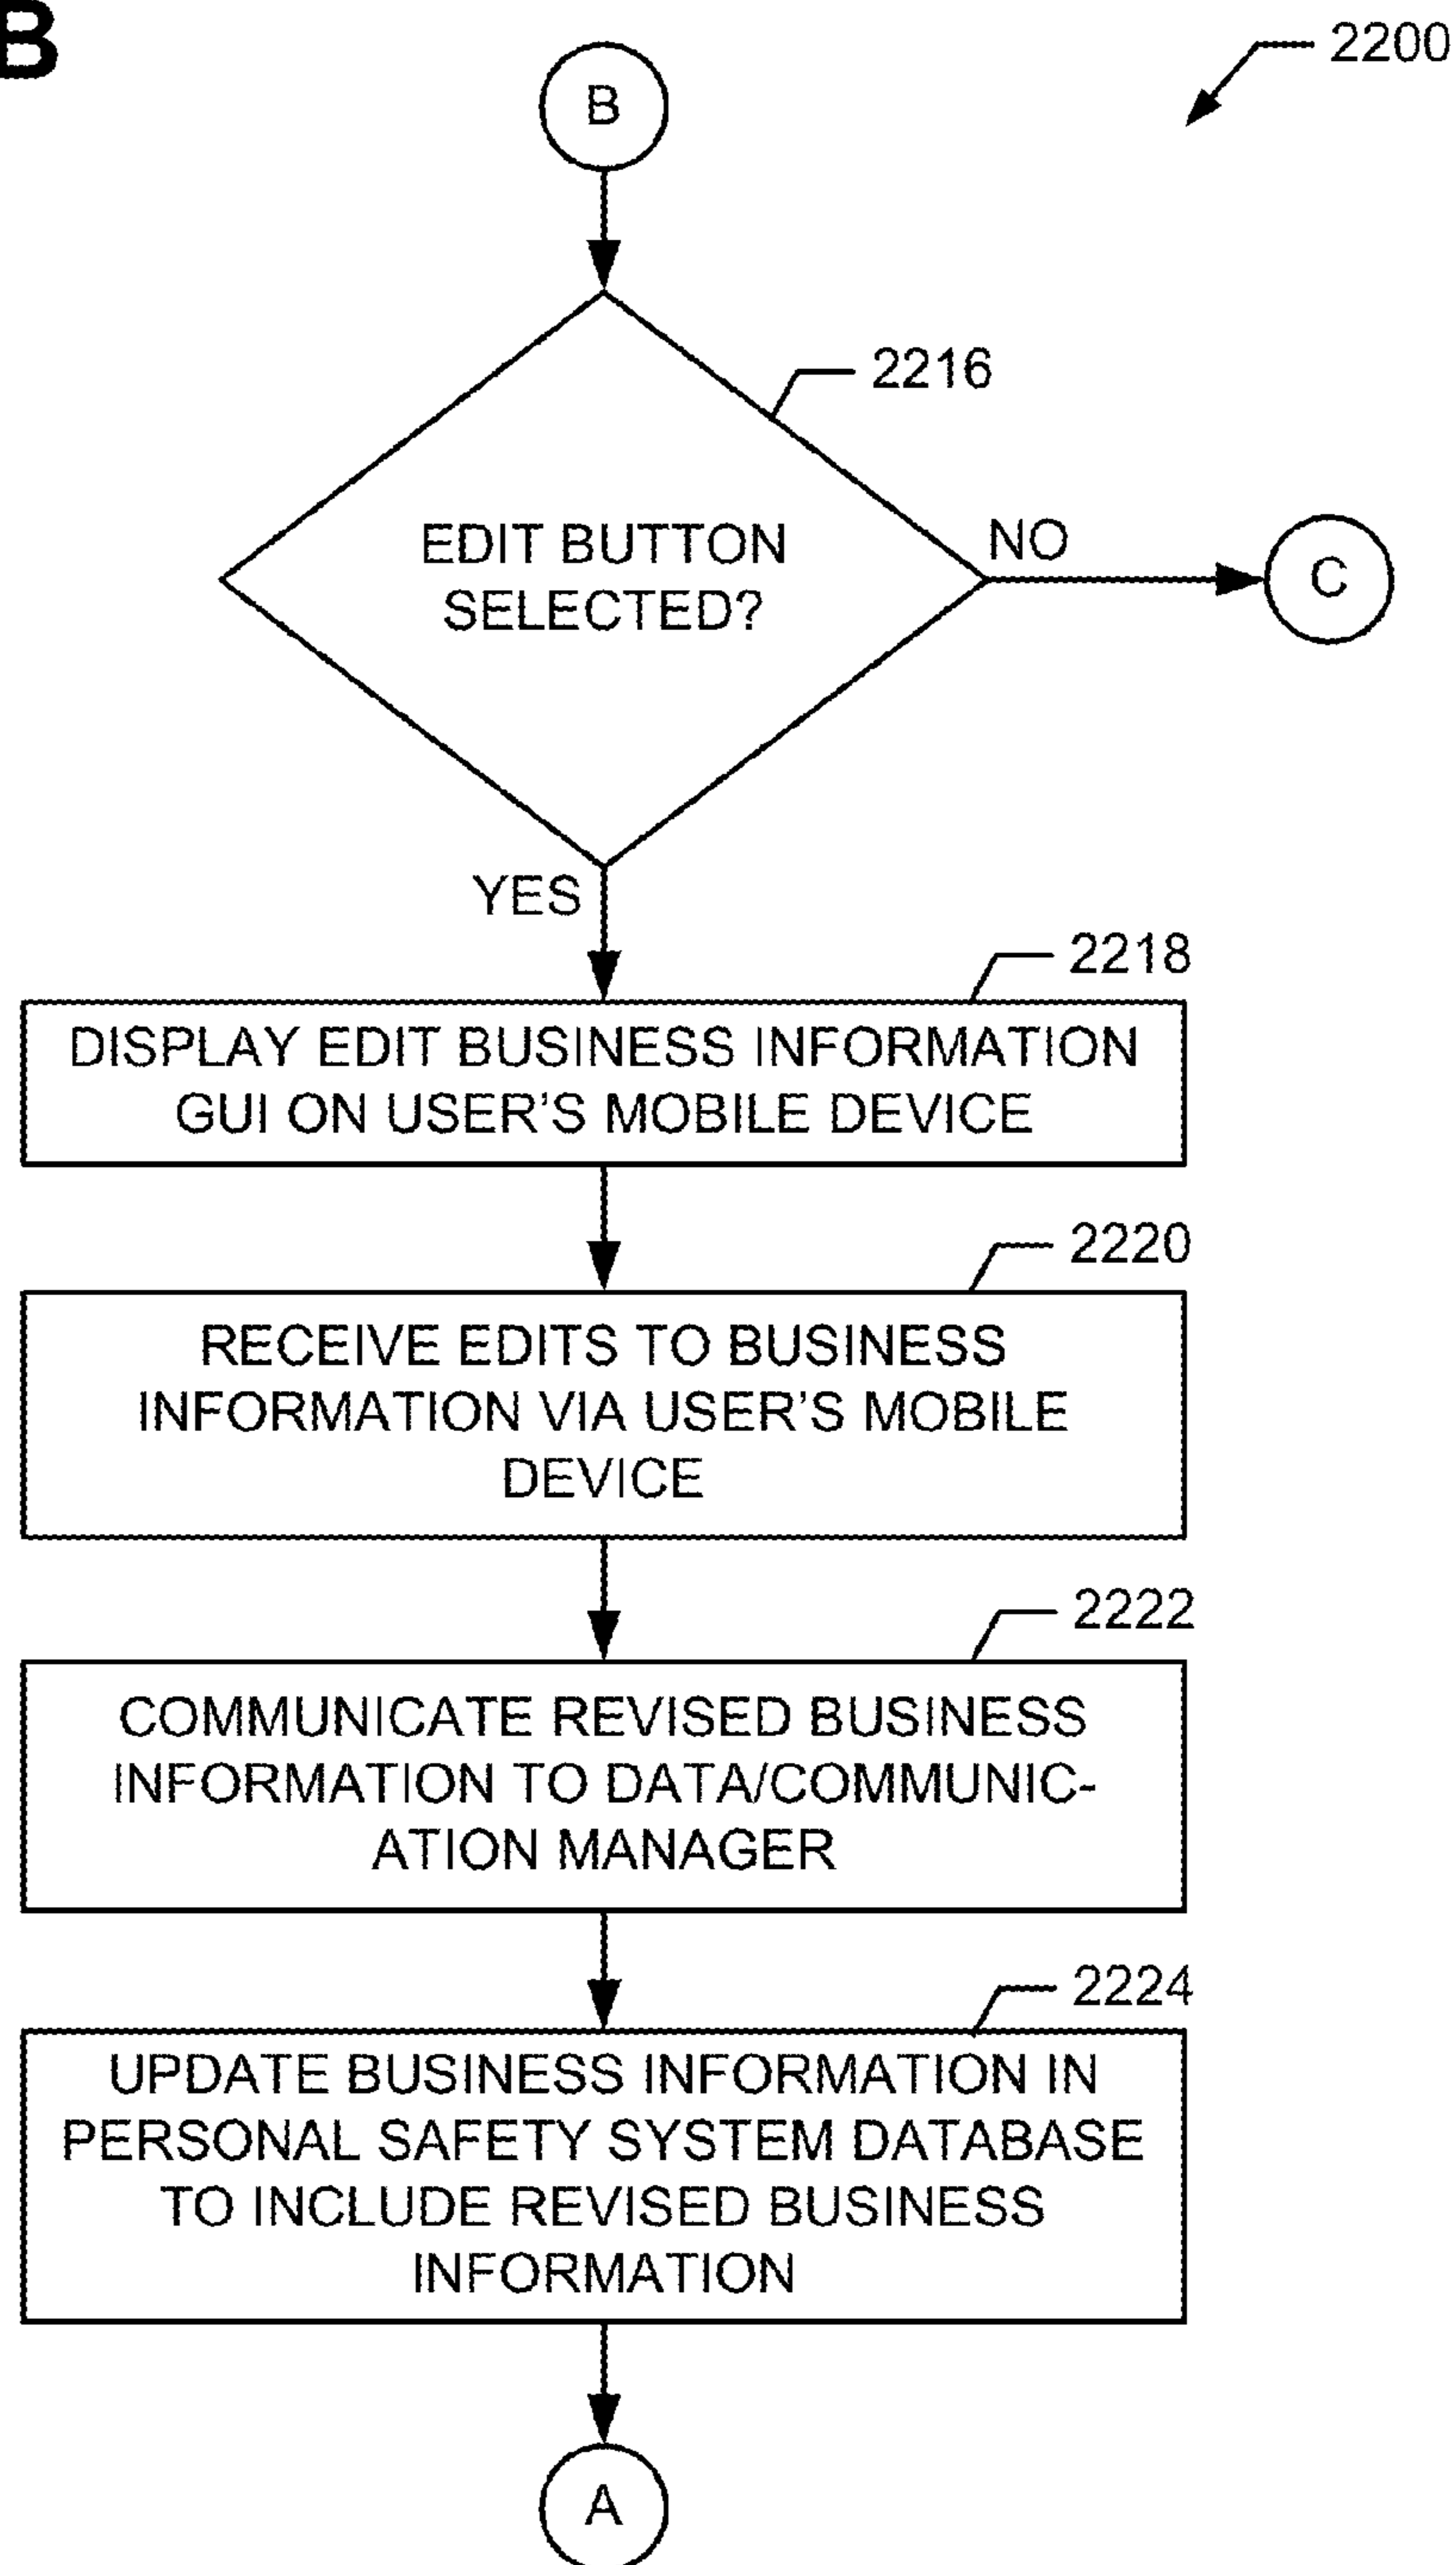 B
2200
B
2216
EDIT BUTTON
SELECTED?
NO
C
YES
2218
DISPLAY EDIT BUSINESS INFORMATION
GUI ON USER'S MOBILE DEVICE
2220
RECEIVE EDITS TO BUSINESS
INFORMATION VIA USER'S MOBILE
DEVICE
2222
COMMUNICATE REVISED BUSINESS
INFORMATION TO DATA/COMMUNIC-
ATION MANAGER
2224
UPDATE BUSINESS INFORMATION IN
PERSONAL SAFETY SYSTEM DATABASE
TO INCLUDE REVISED BUSINESS
INFORMATION
A